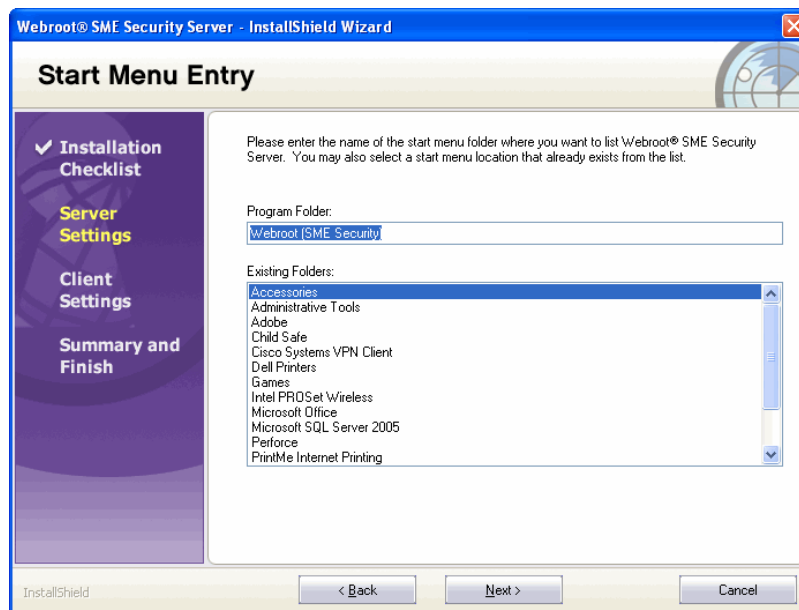 Webroot® SME Security Server - InstallShield Wizard
Start Menu Entry
Installation
Checklist
Server
Settings
Client
Settings
Summary and
Finish
Please enter the name of the start menu folder where you want to list Webroot® SME Security
Server. You may also select a start menu location that already exists from the list.
Program Folder:
Webroot (SME Security)
Existing Folders:
Accessories
Administrative Tools
Adobe
Child Safe
Cisco Systems VPN Client
Dell Printers
Games
Intel PROSet Wireless
Microsoft Office
Microsoft SQL Server 2005
Perforce
PrintMe Internet Printing
InstallShield
< Back
Next >
Cancel